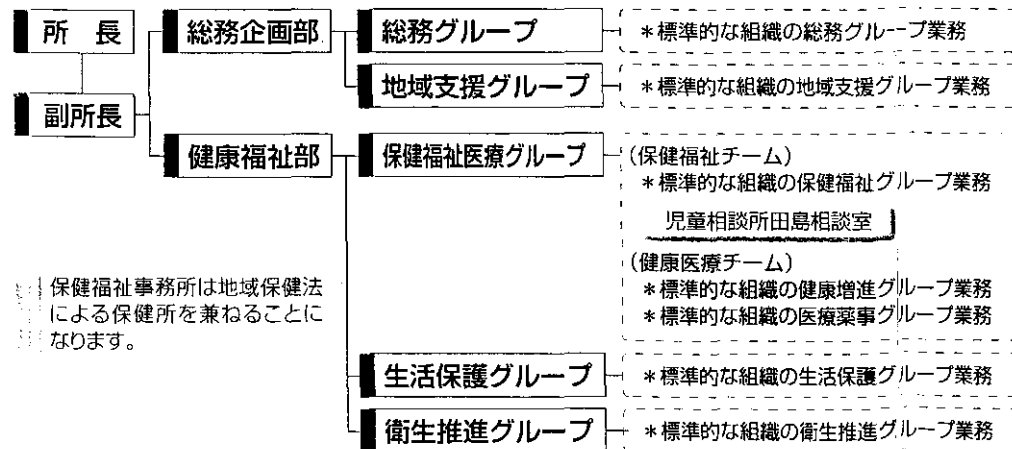 所　長
副所長
総務企画部
総務グループ
＊標準的な組織の総務グループ業務
地域支援グループ
＊標準的な組織の地域支援グループ業務
健康福祉部
保健福祉医療グループ
(保健福祉チーム)
＊標準的な組織の保健福祉グループ業務
児童相談所田島相談室
(健康医療チーム)
＊標準的な組織の健康増進グループ業務
＊標準的な組織の医療薬事グループ業務
生活保護グループ
＊標準的な組織の生活保護グループ業務
衛生推進グループ
＊標準的な組織の衛生推進グループ業務
保健福祉事務所は地域保健法
による保健所を兼ねることに
なります。